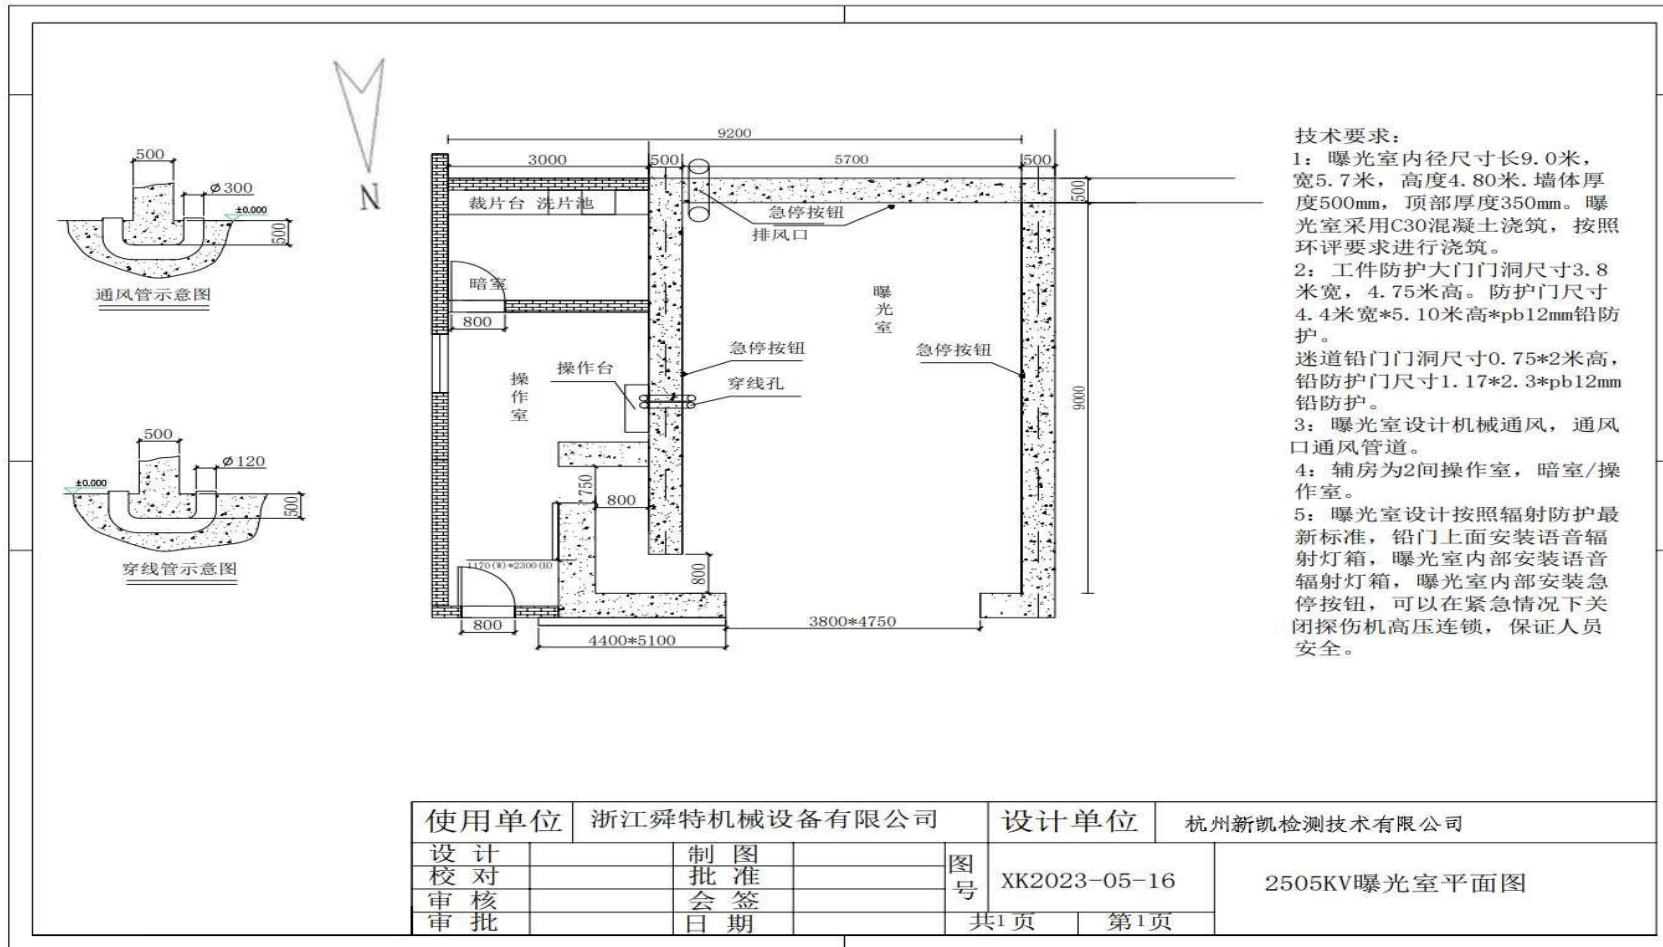 500
Ø300
±0.000
500
通风管示意图
500
Ø120
±0.000
500
穿线管示意图
N
9200
3000
500
5700
500
500
裁片台 洗片池
急停按钮
排风口
暗室
800
曝光室
急停按钮
急停按钮
操作台
操作室
穿线孔
9000
750
800
1170(W)*2300(H)
800
800
3800*4750
4400*5100
技术要求：
1：曝光室内径尺寸长9.0米，
宽5.7米，高度4.80米.墙体厚
度500mm，顶部厚度350mm。曝
光室采用C30混凝土浇筑，按照
环评要求进行浇筑。
2：工件防护大门门洞尺寸3.8
米宽，4.75米高。防护门尺寸
4.4米宽*5.10米高*pb12mm铅防
护。
迷道铅门门洞尺寸0.75*2米高，
铅防护门尺寸1.17*2.3*pb12mm
铅防护。
3：曝光室设计机械通风，通风
口通风管道。
4：辅房为2间操作室，暗室/操
作室。
5：曝光室设计按照辐射防护最
新标准，铅门上面安装语音辐
射灯箱，曝光室内部安装语音
辐射灯箱，曝光室内部安装急
停按钮，可以在紧急情况下关
闭探伤机高压连锁，保证人员
安全。
使用单位 浙江舜特机械设备有限公司 设计单位 杭州新凯检测技术有限公司
设 计 制 图
校 对 批 准
审 核 会 签
审 批 日 期
图号 XK2023-05-16
共1页 第1页
2505KV曝光室平面图